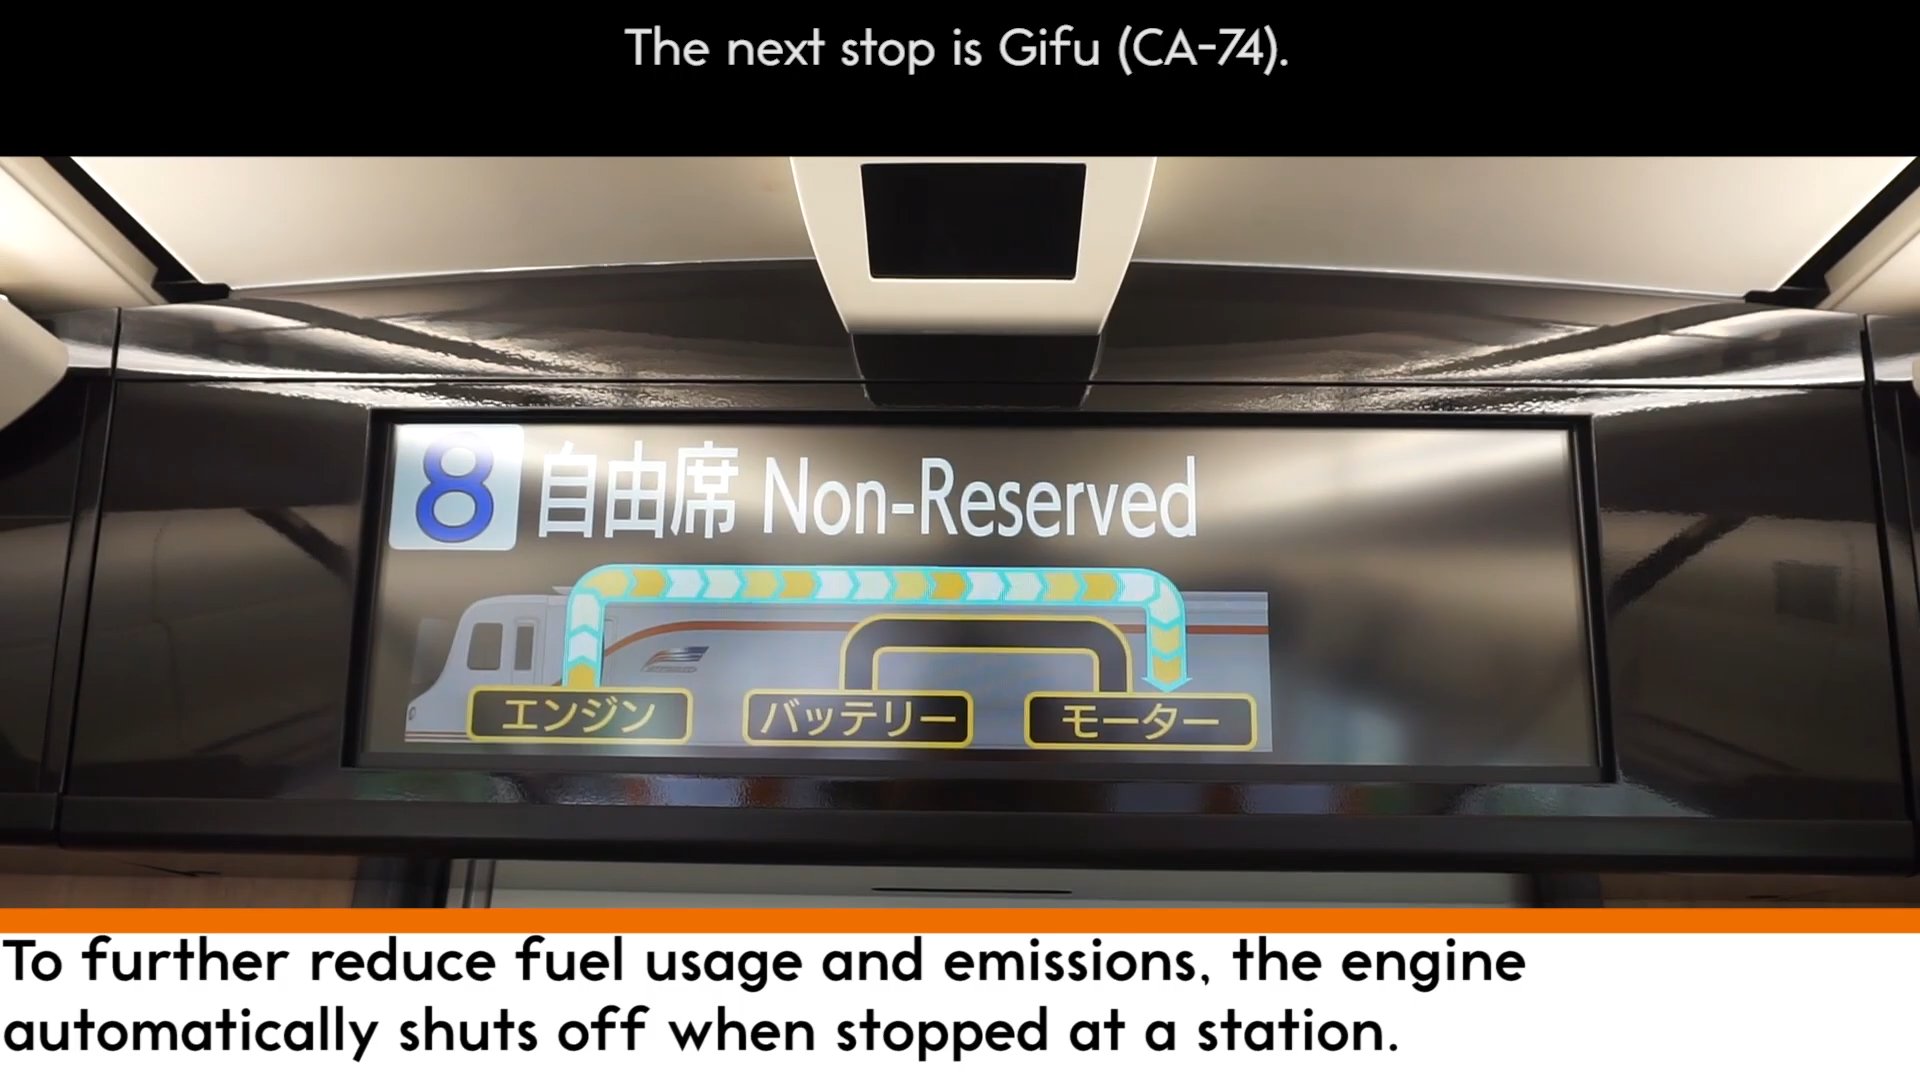 The next stop is Gifu (CA-74).
8 自由席 Non-Reserved
エンジン バッテリー モーター
To further reduce fuel usage and emissions, the engine
automatically shuts off when stopped at a station.